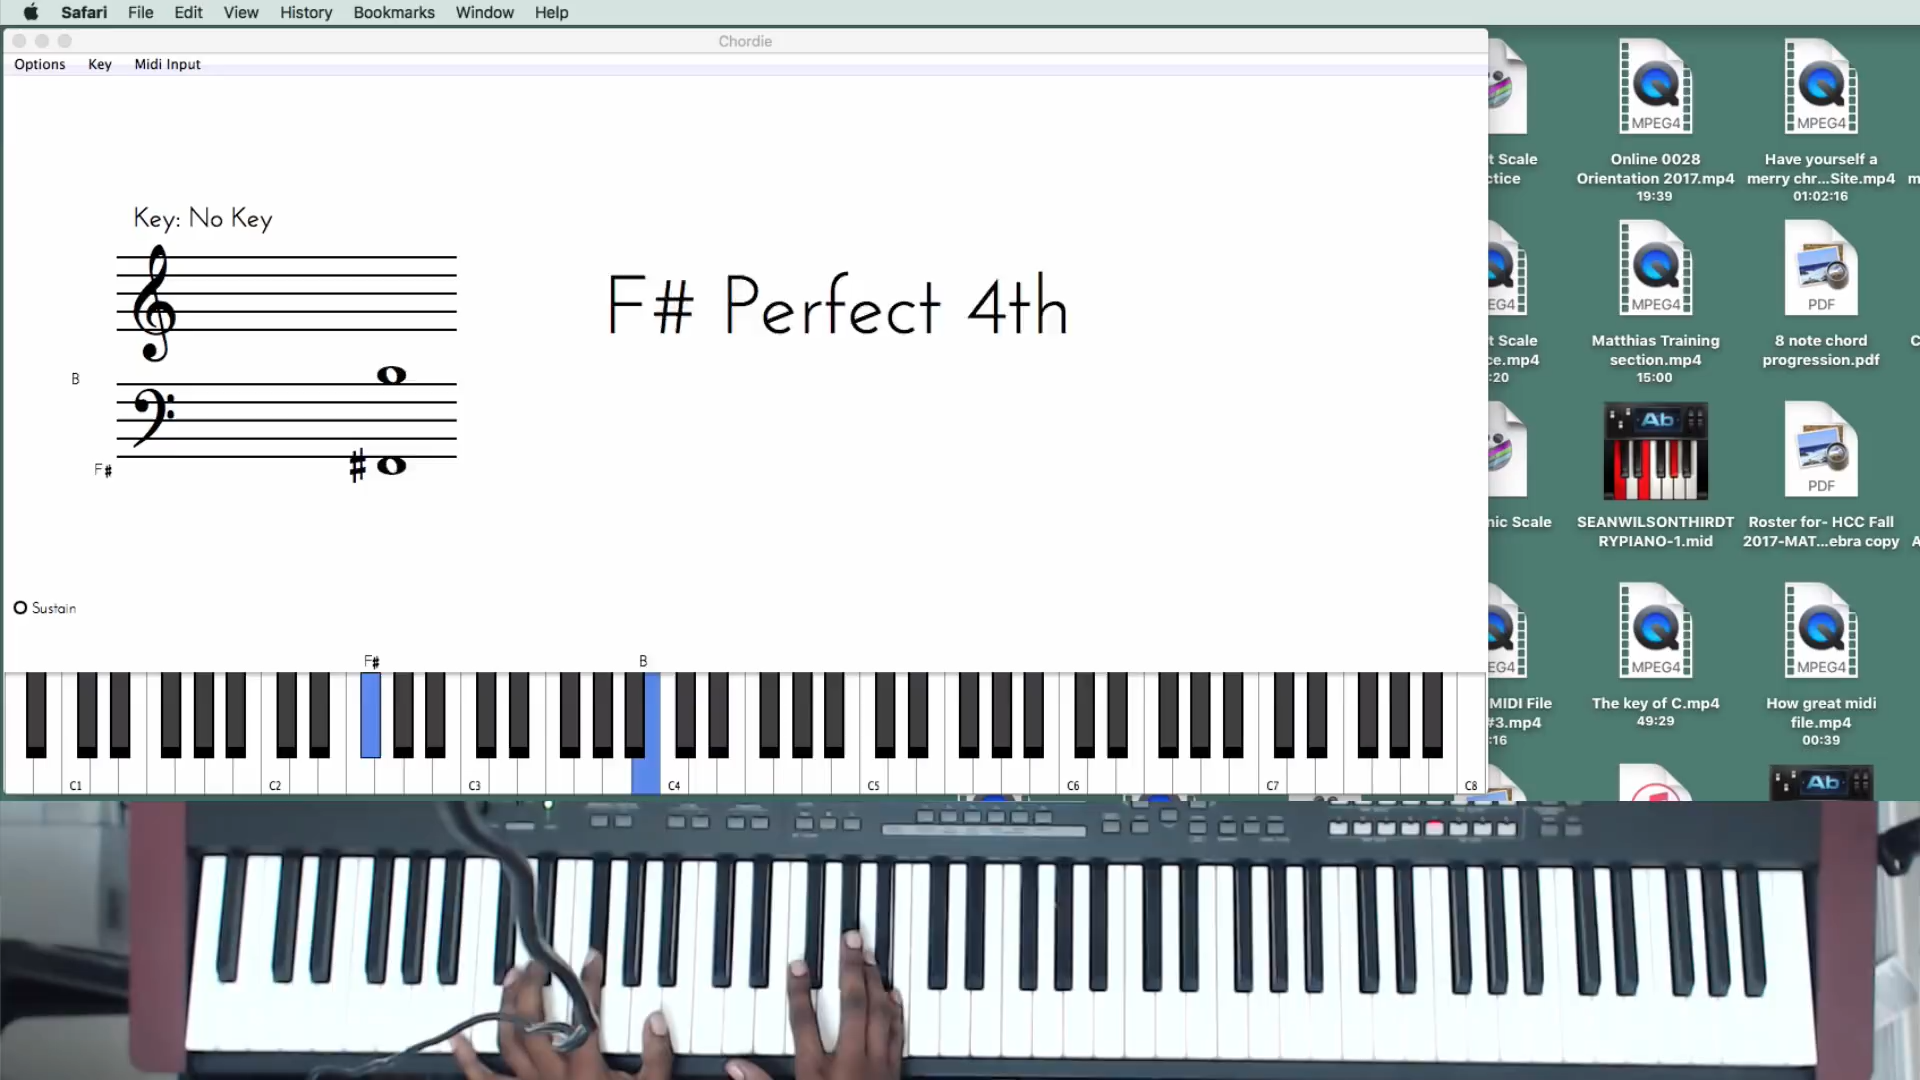 Safari File Edit View History Bookmarks Window Help
Chordie
Options Key Midi Input
Key: No Key
F# Perfect 4th
B
F#
Sustain
F# B
C1 C2 C3 C4 C5 C6 C7 C8
MPEG4 MPEG4
t Scale
Online 0028
Orientation 2017.mp4
19:39
Have yourself a
merry chr...Site.mp4
01:02:16
MPEG4
PDF
t Scale
ce.mp4
:20
Matthias Training
section.mp4
15:00
8 note chord
progression.pdf
Ab
PDF
nic Scale
SEANWILSONTHIRDT
RYPIANO-1.mid
Roster for- HCC Fall
2017-MAT...ebra copy
MPEG4 MPEG4
MIDI File
#3.mp4
:16
The key of C.mp4
49:29
How great midi
file.mp4
00:39
Ab